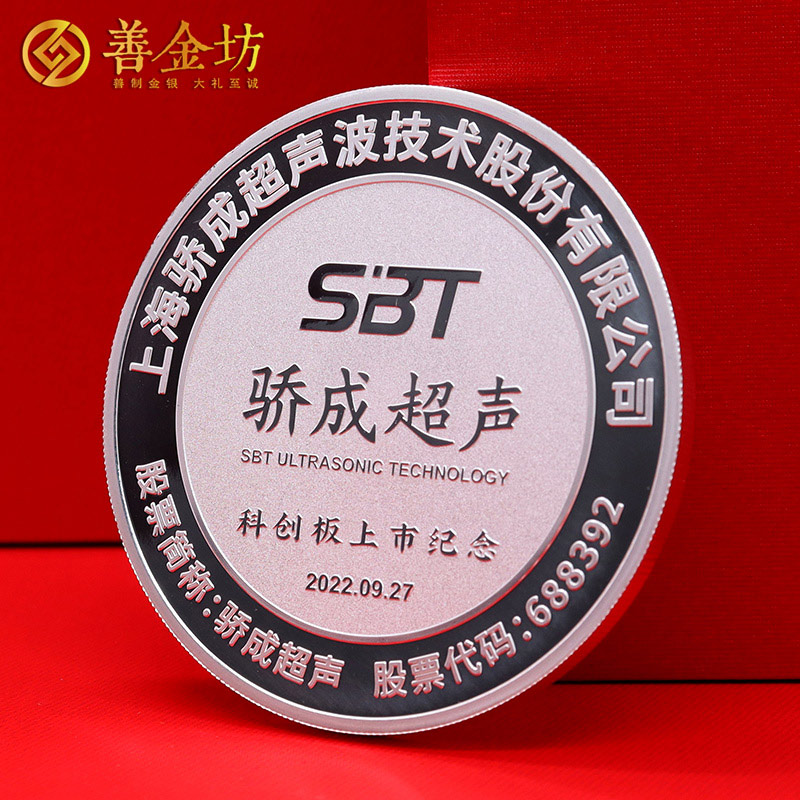 善金坊
善制金银 大礼至诚
上海骄成超声波技术股份有限公司
SBT
骄成超声
SBT ULTRASONIC TECHNOLOGY
科创板上市纪念
2022.09.27
股票简称:骄成超声 股票代码:688392